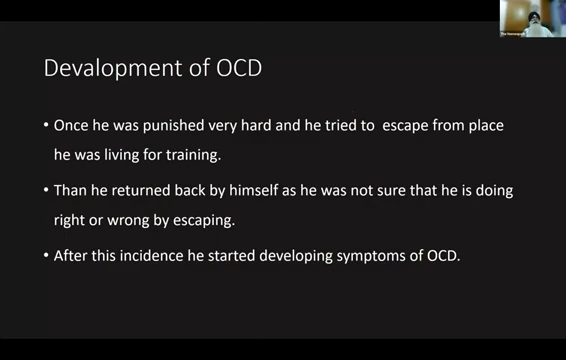 Devalopment of OCD
• Once he was punished very hard and he tried to escape from place
he was living for training.
• Than he returned back by himself as he was not sure that he is doing
right or wrong by escaping.
• After this incidence he started developing symptoms of OCD.